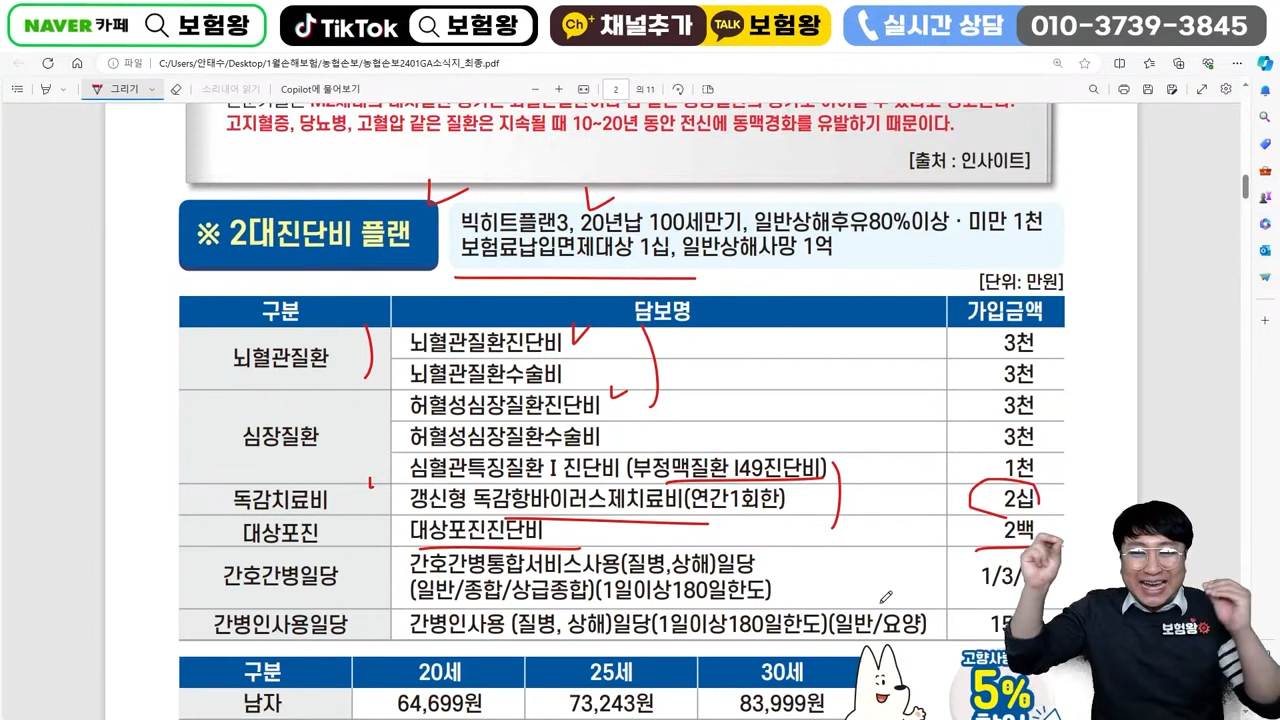 NAVER 카페 보험왕
TikTok 보험왕
Ch+ 채널추가 TALK 보험왕
실시간 상담 010-3739-3845
파일 C:/Users/안태수/Desktop/1월손해보험/농협손보/농협손보2401GA소식지_최종.pdf
그리기 소리내어 읽기 Copilot에 물어보기 2 의 11
고지혈증, 당뇨병, 고혈압 같은 질환은 지속될 때 10~20년 동안 전신에 동맥경화를 유발하기 때문이다.
[출처 : 인사이트]
※ 2대진단비 플랜
빅히트플랜3, 20년납 100세만기, 일반상해후유80%이상 · 미만 1천
보험료납입면제대상 1십, 일반상해사망 1억
[단위: 만원]
구분 담보명 가입금액
뇌혈관질환 뇌혈관질환진단비 3천
뇌혈관질환수술비 3천
심장질환 허혈성심장질환진단비 3천
허혈성심장질환수술비 3천
심혈관특징질환 I 진단비 (부정맥질환 I49진단비) 1천
독감치료비 갱신형 독감항바이러스제치료비(연간1회한) 2십
대상포진 대상포진진단비 2백
간호간병일당 간호간병통합서비스사용(질병,상해)일당
(일반/종합/상급종합)(1일이상180일한도) 1/3/
간병인사용일당 간병인사용 (질병, 상해)일당(1일이상180일한도)(일반/요양)
구분 20세 25세 30세
남자 64,699원 73,243원 83,999원
5%
보험왕